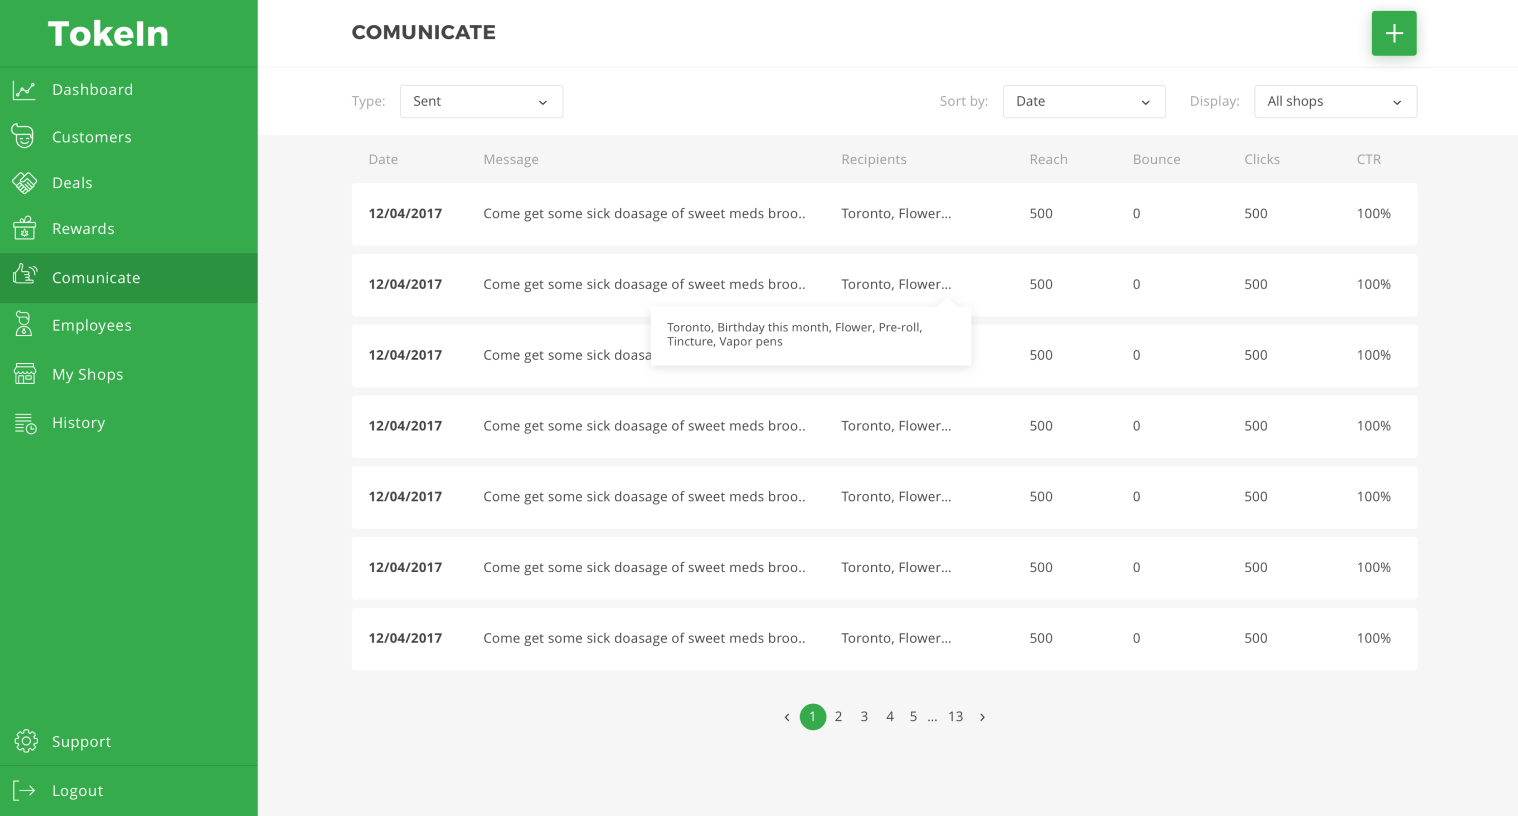 TokeIn
Dashboard
Customers
Deals
Rewards
Comunicate
Employees
My Shops
History
Support
Logout
COMUNICATE
+
Type: Sent Sort by: Date Display: All shops
Date Message Recipients Reach Bounce Clicks CTR
12/04/2017 Come get some sick doasage of sweet meds broo.. Toronto, Flower... 500 0 500 100%
12/04/2017 Come get some sick doasage of sweet meds broo.. Toronto, Flower... 500 0 500 100%
Toronto, Birthday this month, Flower, Pre-roll,
Tincture, Vapor pens
12/04/2017 Come get some sick doasa 500 0 500 100%
12/04/2017 Come get some sick doasage of sweet meds broo.. Toronto, Flower... 500 0 500 100%
12/04/2017 Come get some sick doasage of sweet meds broo.. Toronto, Flower... 500 0 500 100%
12/04/2017 Come get some sick doasage of sweet meds broo.. Toronto, Flower... 500 0 500 100%
12/04/2017 Come get some sick doasage of sweet meds broo.. Toronto, Flower... 500 0 500 100%
‹ 1 2 3 4 5 ... 13 ›